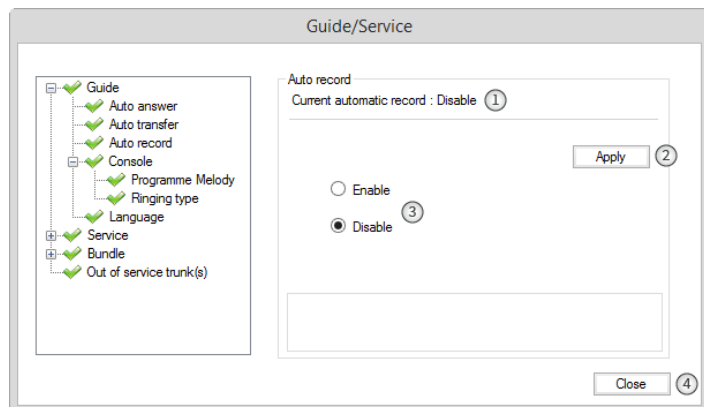 Guide/Service
Guide
Auto answer
Auto transfer
Auto record
Console
Programme Melody
Ringing type
Language
Service
Bundle
Out of service trunk(s)
Auto record
Current automatic record : Disable 1
Apply 2
Enable
Disable 3
Close 4